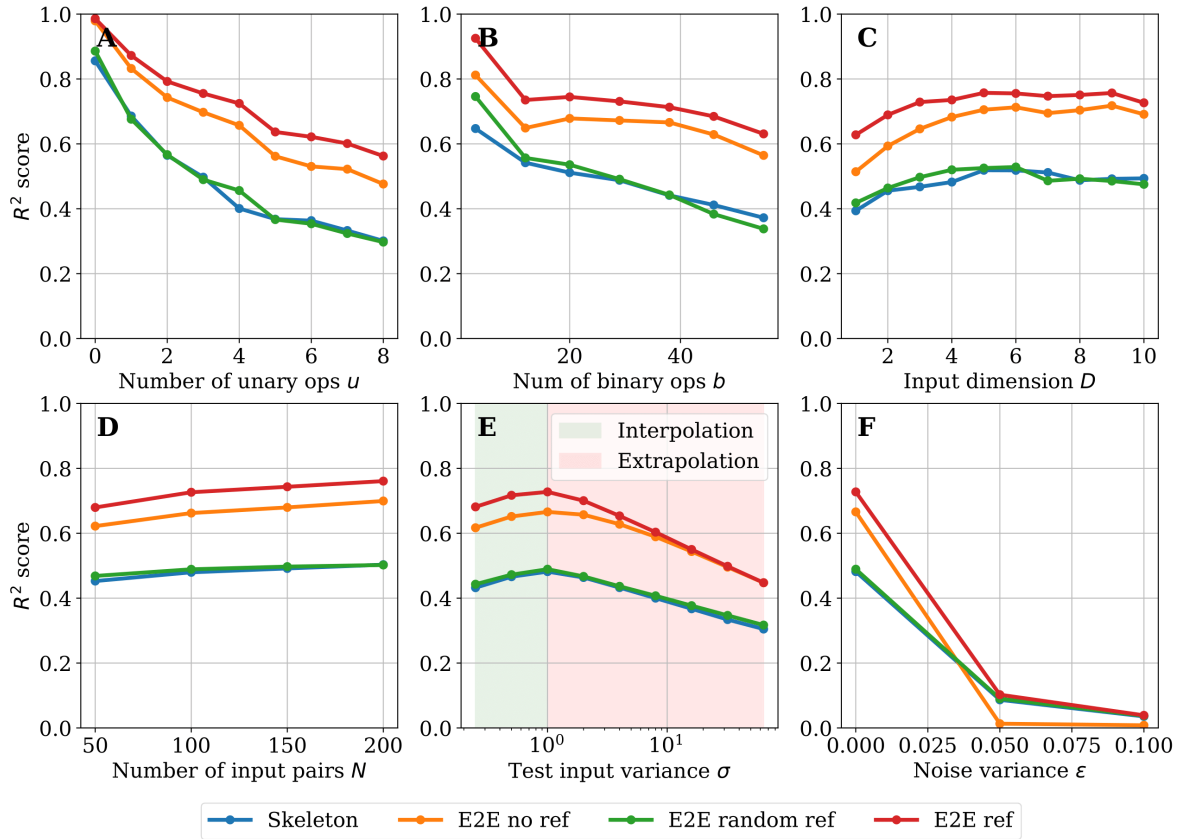 1.0
0.8
0.6
0.4
0.2
0.0
R² score
A
0 2 4 6 8
Number of unary ops u
1.0
0.8
0.6
0.4
0.2
0.0
B
20 40
Num of binary ops b
1.0
0.8
0.6
0.4
0.2
0.0
C
2 4 6 8 10
Input dimension D
1.0
0.8
0.6
0.4
0.2
0.0
R² score
D
50 100 150 200
Number of input pairs N
1.0
0.8
0.6
0.4
0.2
0.0
E
Interpolation
Extrapolation
10⁰ 10¹
Test input variance σ
1.0
0.8
0.6
0.4
0.2
0.0
F
0.000 0.025 0.050 0.075 0.100
Noise variance ε
Skeleton E2E no ref E2E random ref E2E ref